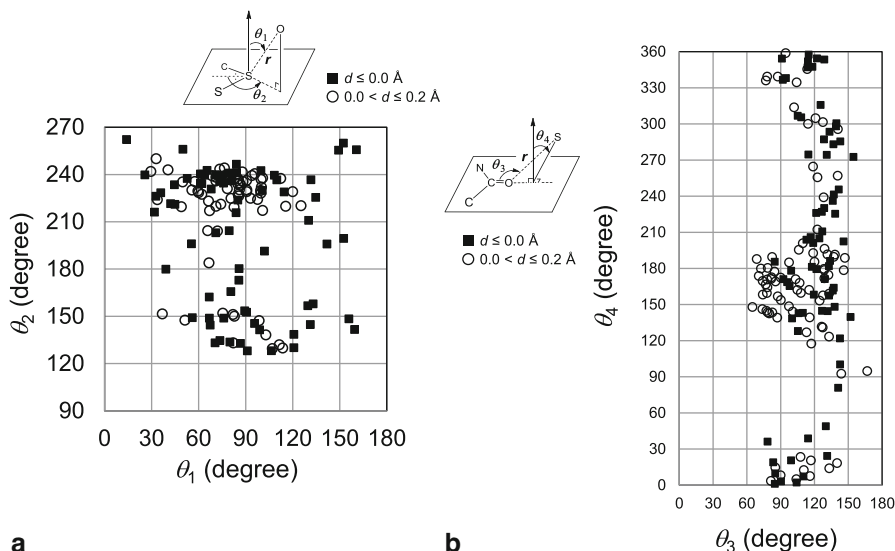 θ1
O
r
C
S
S
θ2
r
■ d ≤ 0.0 Å
○ 0.0 < d ≤ 0.2 Å
270
240
210
180
150
120
90
θ2 (degree)
0 30 60 90 120 150 180
θ1 (degree)
a
θ4
S
N
θ3
r
C
O
C
■ d ≤ 0.0 Å
○ 0.0 < d ≤ 0.2 Å
360
330
300
270
240
210
180
150
120
90
60
30
0
θ4 (degree)
0 30 60 90 120 150 180
θ3 (degree)
b